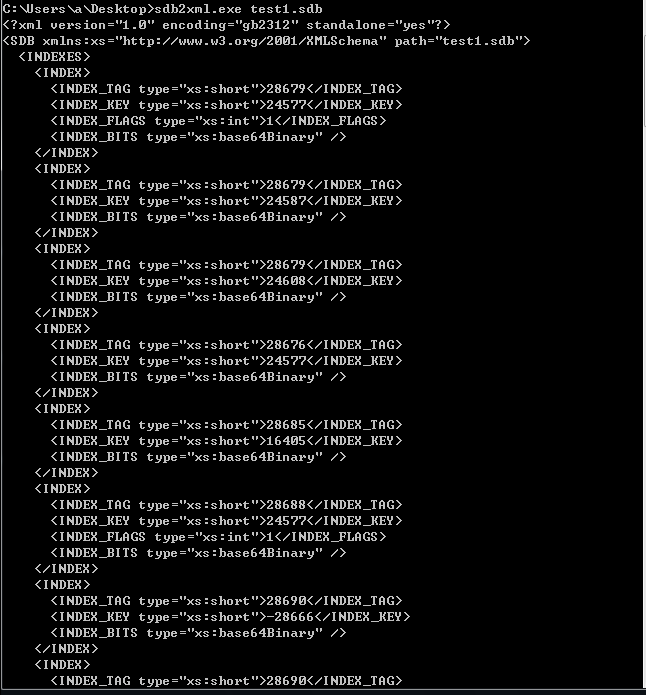 C:\Users\a\Desktop>sdb2xml.exe test1.sdb
<?xml version="1.0" encoding="gb2312" standalone="yes"?>
<SDB xmlns:xs="http://www.w3.org/2001/XMLSchema" path="test1.sdb">
  <INDEXES>
    <INDEX>
      <INDEX_TAG type="xs:short">28679</INDEX_TAG>
      <INDEX_KEY type="xs:short">24577</INDEX_KEY>
      <INDEX_FLAGS type="xs:int">1</INDEX_FLAGS>
      <INDEX_BITS type="xs:base64Binary" />
    </INDEX>
    <INDEX>
      <INDEX_TAG type="xs:short">28679</INDEX_TAG>
      <INDEX_KEY type="xs:short">24587</INDEX_KEY>
      <INDEX_BITS type="xs:base64Binary" />
    </INDEX>
    <INDEX>
      <INDEX_TAG type="xs:short">28679</INDEX_TAG>
      <INDEX_KEY type="xs:short">24608</INDEX_KEY>
      <INDEX_BITS type="xs:base64Binary" />
    </INDEX>
    <INDEX>
      <INDEX_TAG type="xs:short">28676</INDEX_TAG>
      <INDEX_KEY type="xs:short">24577</INDEX_KEY>
      <INDEX_BITS type="xs:base64Binary" />
    </INDEX>
    <INDEX>
      <INDEX_TAG type="xs:short">28685</INDEX_TAG>
      <INDEX_KEY type="xs:short">16405</INDEX_KEY>
      <INDEX_BITS type="xs:base64Binary" />
    </INDEX>
    <INDEX>
      <INDEX_TAG type="xs:short">28688</INDEX_TAG>
      <INDEX_KEY type="xs:short">24577</INDEX_KEY>
      <INDEX_FLAGS type="xs:int">1</INDEX_FLAGS>
      <INDEX_BITS type="xs:base64Binary" />
    </INDEX>
    <INDEX>
      <INDEX_TAG type="xs:short">28690</INDEX_TAG>
      <INDEX_KEY type="xs:short">-28666</INDEX_KEY>
      <INDEX_BITS type="xs:base64Binary" />
    </INDEX>
    <INDEX>
      <INDEX_TAG type="xs:short">28690</INDEX_TAG>